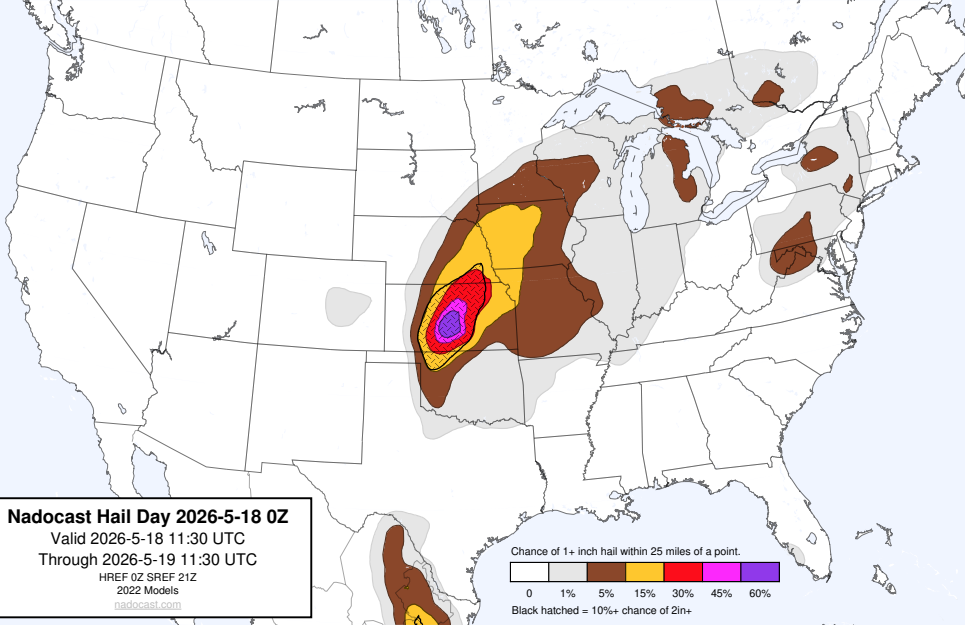 Nadocast Hail Day 2026-5-18 0Z
Valid 2026-5-18 11:30 UTC
Through 2026-5-19 11:30 UTC
HREF 0Z SREF 21Z
2022 Models
nadocast.com
Chance of 1+ inch hail within 25 miles of a point.
0 1% 5% 15% 30% 45% 60%
Black hatched = 10%+ chance of 2in+